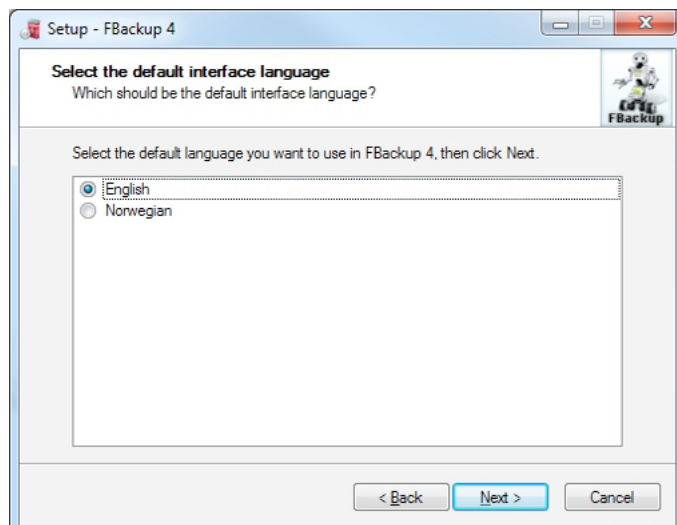 Setup - FBackup 4
Select the default interface language
Which should be the default interface language?
FBackup
Select the default language you want to use in FBackup 4, then click Next.
English
Norwegian
< Back
Next >
Cancel